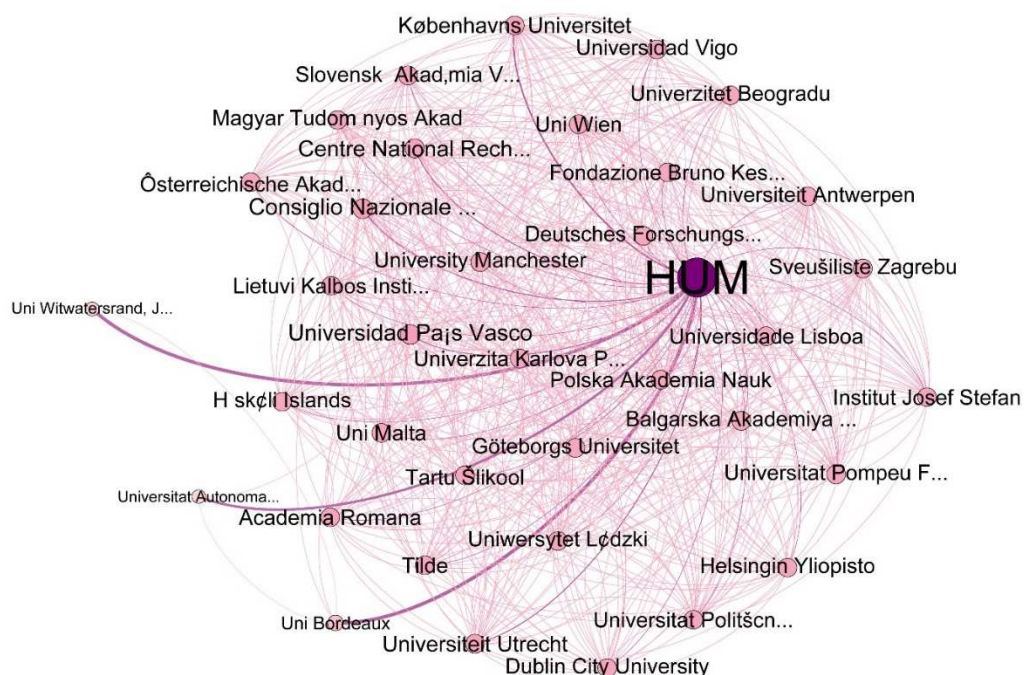 Københavns Universitet
Universidad Vigo
Slovensk Akad,mia V...
Univerzitet Beogradu
Magyar Tudom nyos Akad
Uni Wien
Centre National Rech...
Fondazione Bruno Kes...
Ôsterreichische Akad...
Universiteit Antwerpen
Consiglio Nazionale ...
Deutsches Forschungs...
University Manchester
HUM
Sveušiliste Zagrebu
Lietuvi Kalbos Insti...
Uni Witwatersrand, J...
Universidad Pa¡s Vasco
Universidade Lisboa
Univerzita Karlova P...
Polska Akademia Nauk
Institut Josef Stefan
H sk¢li Islands
Balgarska Akademiya ...
Uni Malta
Göteborgs Universitet
Tartu Šlikool
Universitat Pompeu F...
Universitat Autonoma...
Academia Romana
Uniwersytet L¢dzki
Tilde
Helsingin Yliopisto
Uni Bordeaux
Universitat Politšcn...
Universiteit Utrecht
Dublin City University